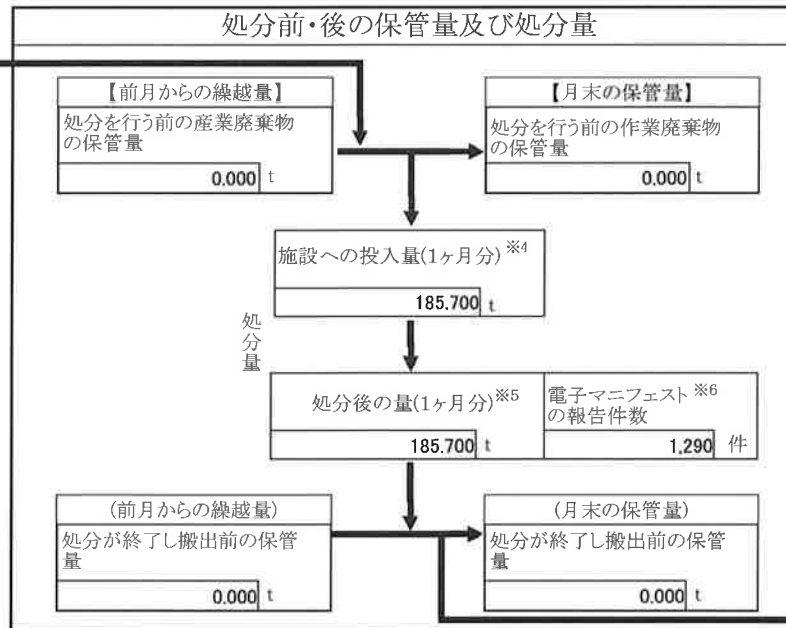 処分前・後の保管量及び処分量
【前月からの繰越量】
処分を行う前の産業廃棄物
の保管量
0.000 t
【月末の保管量】
処分を行う前の作業廃棄物
の保管量
0.000 t
施設への投入量(1ヶ月分)※4
185.700 t
処分量
処分後の量(1ヶ月分)※5
185.700 t
電子マニフェスト※6
の報告件数
1,290 件
(前月からの繰越量)
処分が終了し搬出前の保管
量
0.000 t
(月末の保管量)
処分が終了し搬出前の保管
量
0.000 t